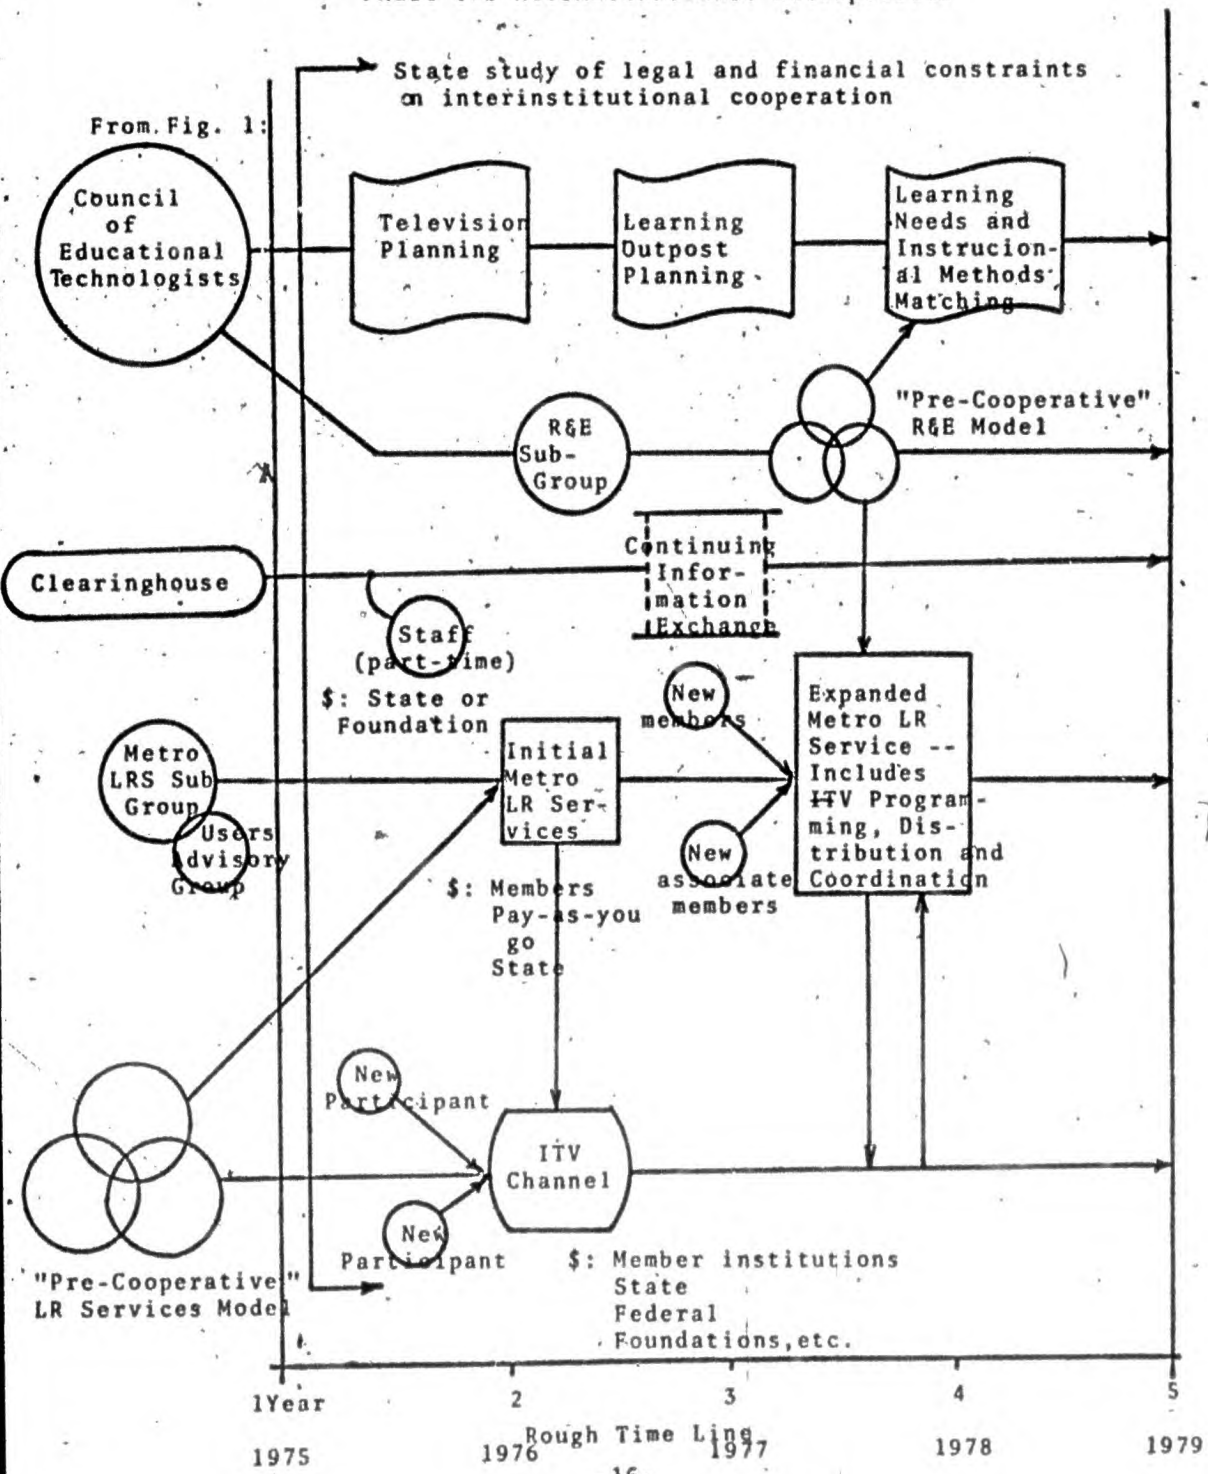 State study of legal and financial constraints
on interinstitutional cooperation
From Fig. 1:
Council
of
Educational
Technologists
Television
Planning
Learning
Outpost
Planning
Learning
Needs and
Instrucion-
al Methods
Matching
"Pre-Cooperative"
R&E Model
R&E
Sub-
Group
Clearinghouse
Continuing
Infor-
mation
Exchange
Staff
(part-time)
$: State or
Foundation
Metro
LRS Sub
Group
Users
Advisory
Group
Initial
Metro
LR Ser-
vices
New
members
New
associate
members
Expanded
Metro LR
Service --
Includes
ITV Program-
ming, Dis-
tribution and
Coordination
$: Members
Pay-as-you
go
State
New
Participant
ITV
Channel
New
Participant
"Pre-Cooperative"
LR Services Model
$: Member institutions
State
Federal
Foundations,etc.
1Year 2 3 4 5
Rough Time Line
1975 1976 1977 1978 1979
16